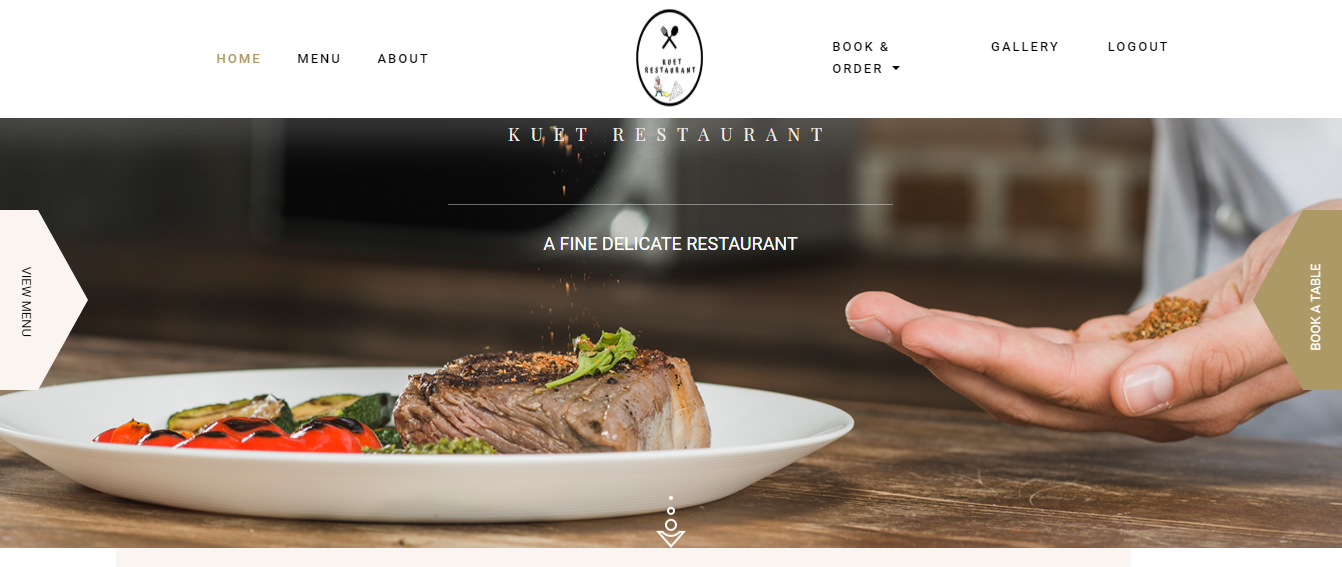 HOME MENU ABOUT
KUET
RESTAURANT
BOOK &
ORDER
GALLERY LOGOUT
KUET RESTAURANT
A FINE DELICATE RESTAURANT
VIEW MENU
BOOK A TABLE